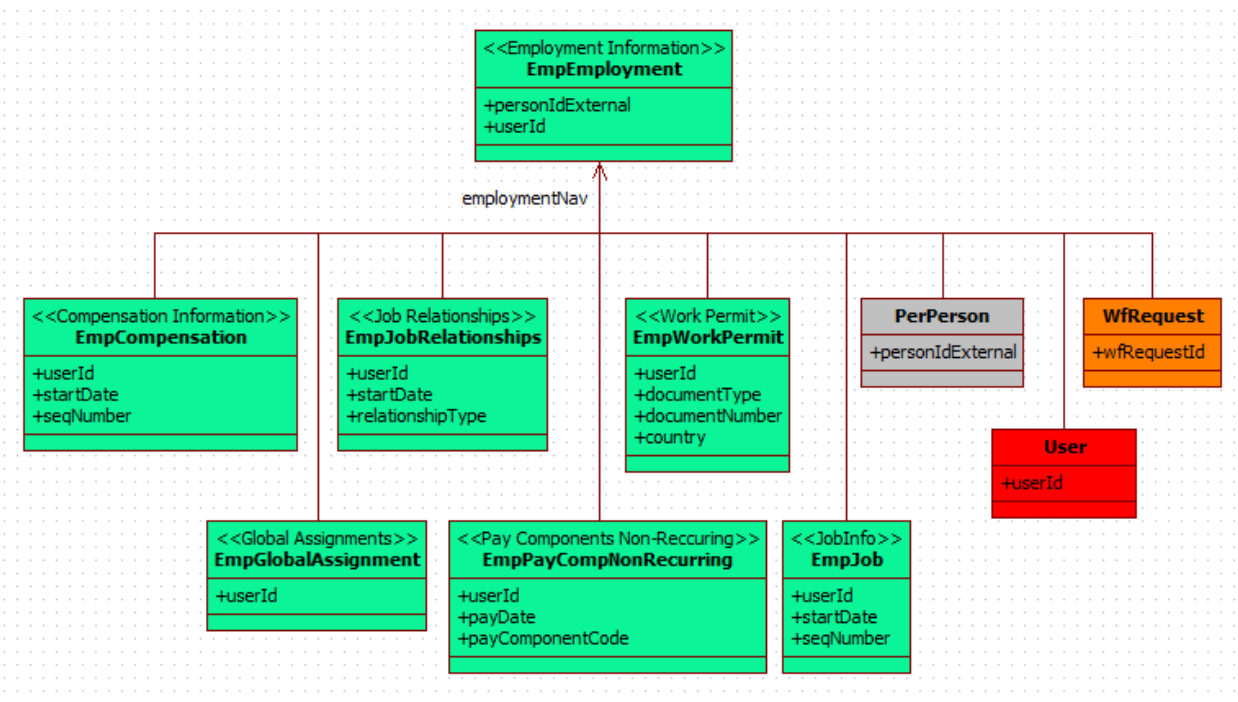 <<Employment Information>>
EmpEmployment
+personIdExternal
+userId
employmentNav
<<Compensation Information>>
EmpCompensation
+userId
+startDate
+seqNumber
<<Job Relationships>>
EmpJobRelationships
+userId
+startDate
+relationshipType
<<Work Permit>>
EmpWorkPermit
+userId
+documentType
+documentNumber
+country
PerPerson
+personIdExternal
WfRequest
+wfRequestId
User
+userId
<<Global Assignments>>
EmpGlobalAssignment
+userId
<<Pay Components Non-Reccuring>>
EmpPayCompNonRecurring
+userId
+payDate
+payComponentCode
<<JobInfo>>
EmpJob
+userId
+startDate
+seqNumber